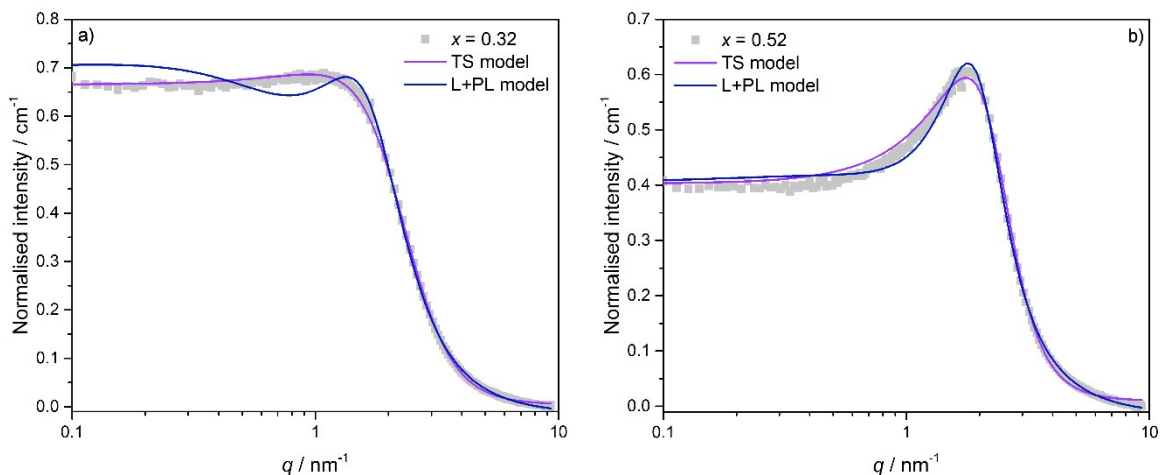 a)
x = 0.32
TS model
L+PL model
0.8
0.7
0.6
0.5
0.4
0.3
0.2
0.1
0.0
Normalised intensity / cm⁻¹
0.1
1
10
q / nm⁻¹
b)
x = 0.52
TS model
L+PL model
0.7
0.6
0.5
0.4
0.3
0.2
0.1
0.0
Normalised intensity / cm⁻¹
0.1
1
10
q / nm⁻¹